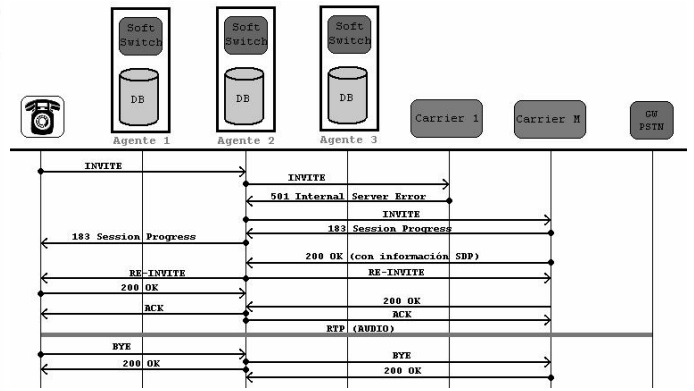 Soft
Switch
Soft
Switch
Soft
Switch
DB
DB
DB
Carrier 1
Carrier M
GW
PSTN
Agente 1
Agente 2
Agente 3
INVITE
INVITE
501 Internal Server Error
INVITE
183 Session Progress
183 Session Progress
200 OK (con información SDP)
RE-INVITE
RE-INVITE
200 OK
200 OK
ACK
ACK
RTP (AUDIO)
BYE
BYE
200 OK
200 OK